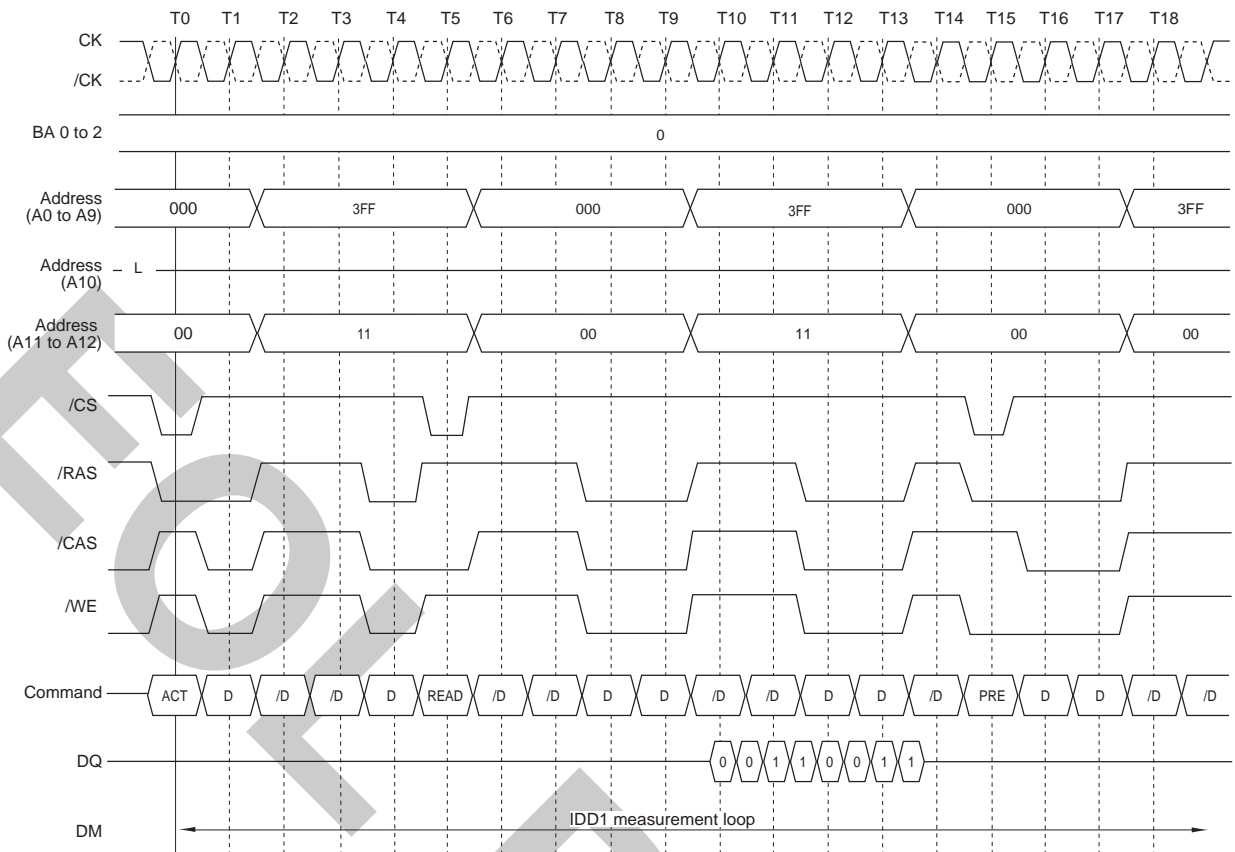 T0 T1 T2 T3 T4 T5 T6 T7 T8 T9 T10 T11 T12 T13 T14 T15 T16 T17 T18
CK
/CK
BA 0 to 2
0
Address
(A0 to A9)
000 3FF 000 3FF 000 3FF
Address
(A10)
L
Address
(A11 to A12)
00 11 00 11 00 00
/CS
/RAS
/CAS
/WE
Command
ACT D /D /D D READ /D /D D D /D /D D D /D PRE D D /D /D
DQ
0 0 1 1 0 0 1 1
DM
IDD1 measurement loop